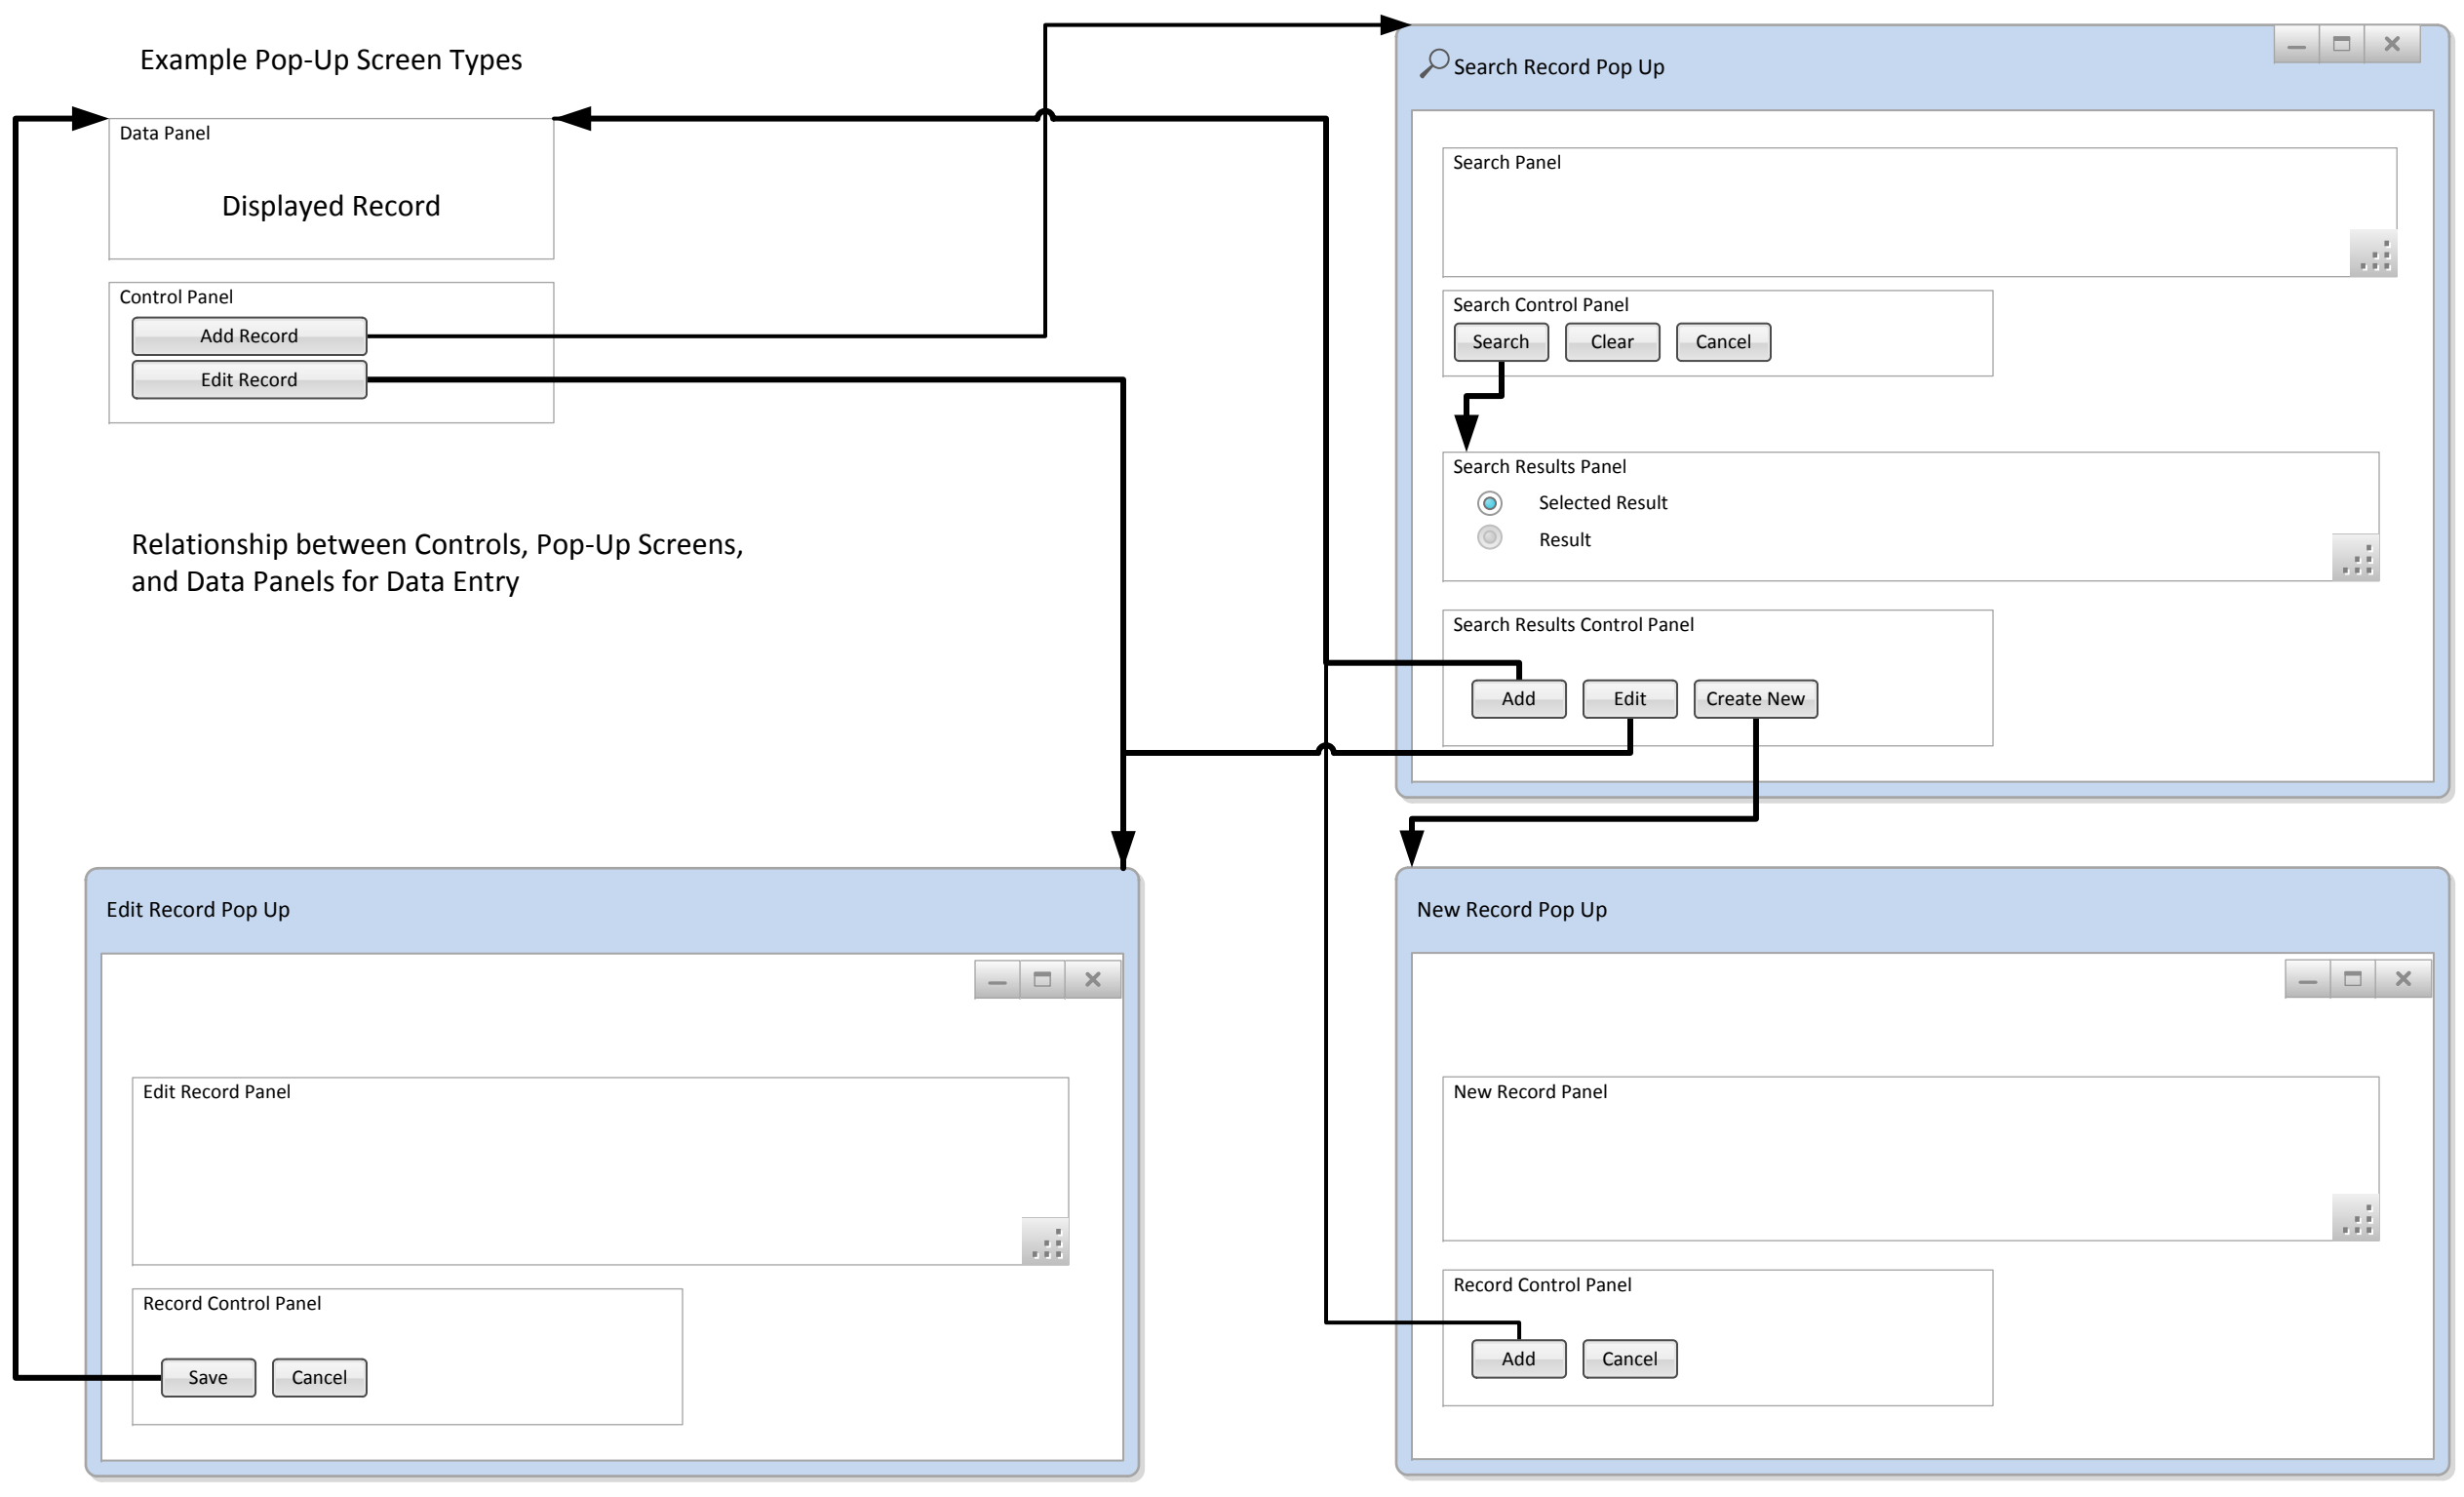 Example Pop-Up Screen Types
Data Panel
Displayed Record
Control Panel
Add Record
Edit Record
Relationship between Controls, Pop-Up Screens,
and Data Panels for Data Entry
Search Record Pop Up
Search Panel
Search Control Panel
Search Clear Cancel
Search Results Panel
Selected Result
Result
Search Results Control Panel
Add Edit Create New
Edit Record Pop Up
Edit Record Panel
Record Control Panel
Save Cancel
New Record Pop Up
New Record Panel
Record Control Panel
Add Cancel